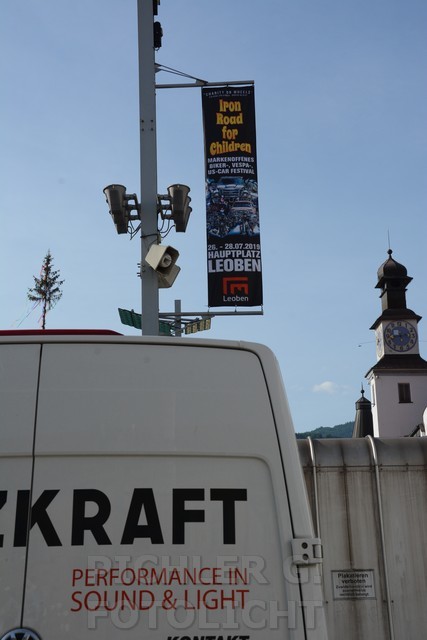 CHARITY ON WHEELS
Iron
Road
for
Children
MARKENOFFENES
BIKER-, VESPA-,
US-CAR FESTIVAL
26. - 28.07.2019
HAUPTPLATZ
LEOBEN
Leoben
ZKRAFT
PERFORMANCE IN
SOUND & LIGHT
KONTAKT
Plakatieren
verboten
PICHLER G.
FOTOLICHT